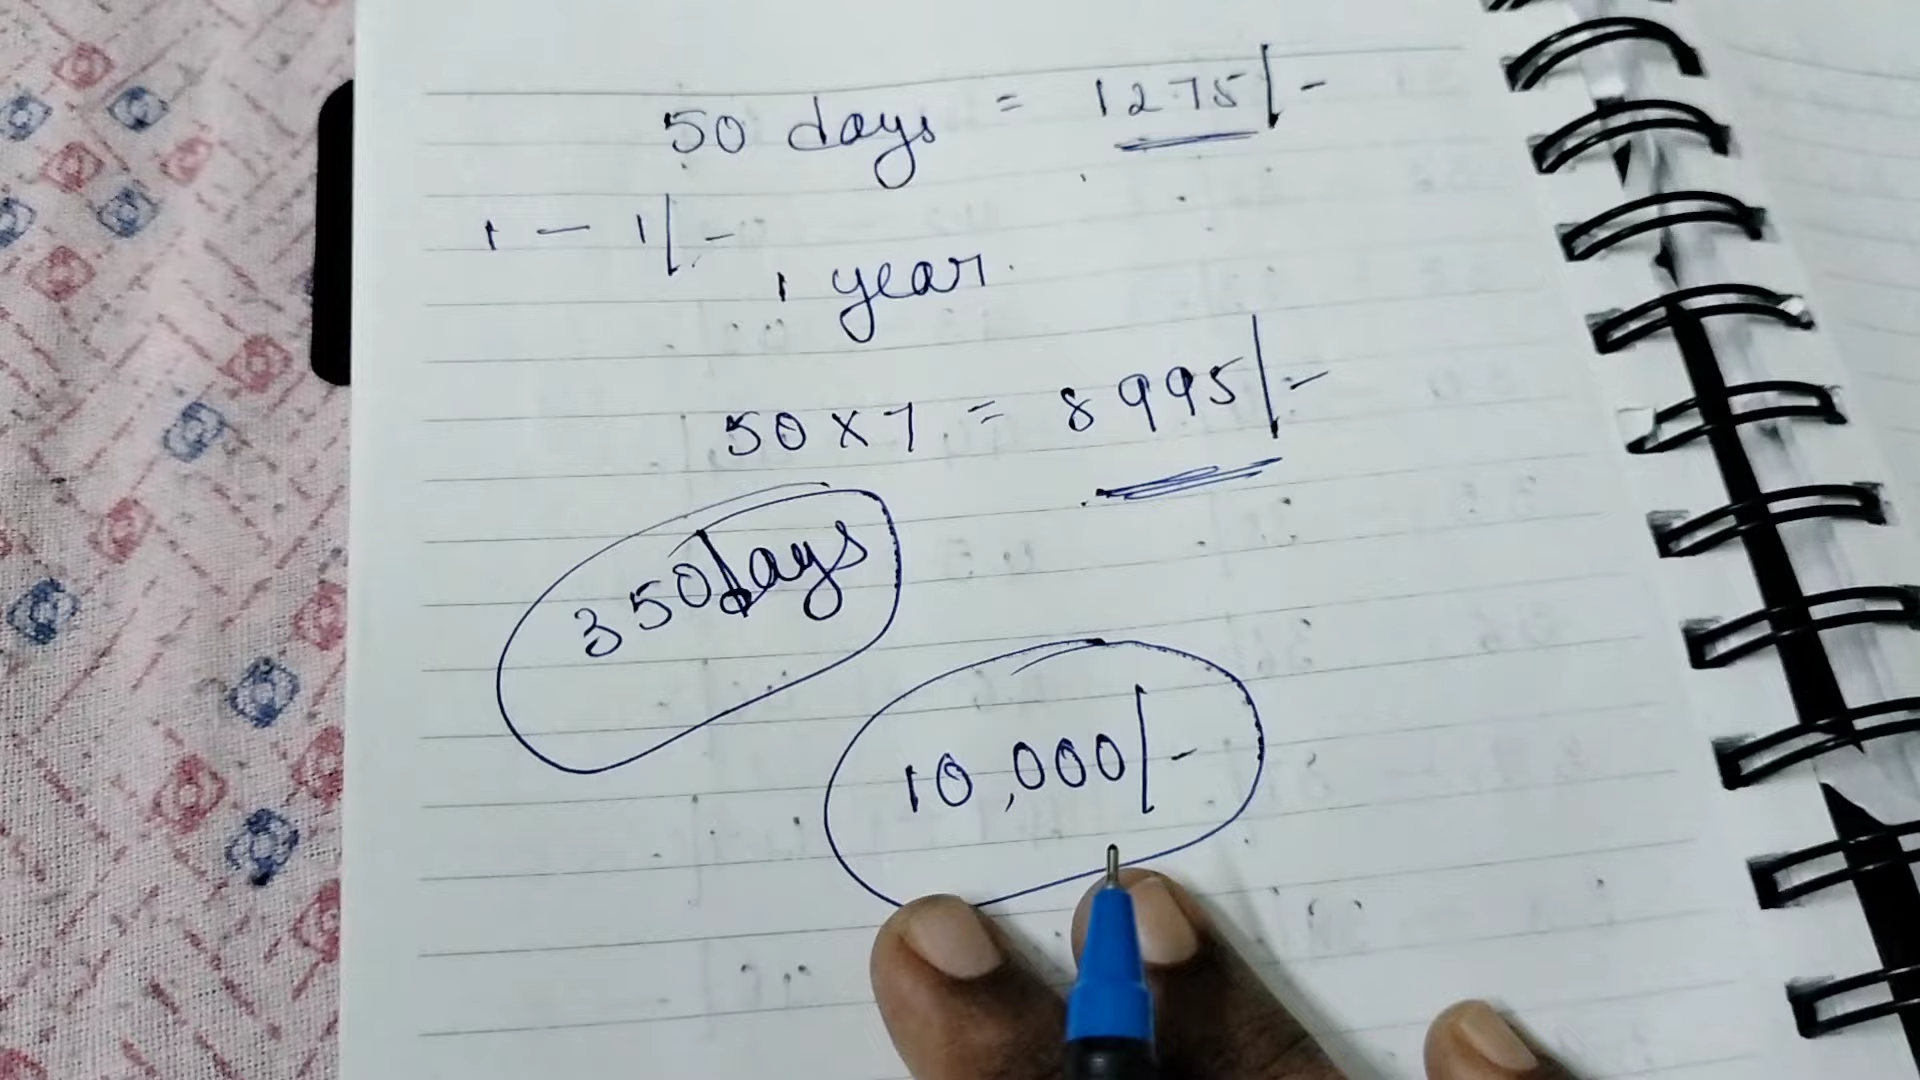 50 days = 1275/-
1 — 1/-
1 year.
50 x 7 = 8995/-
350 days
10,000/-